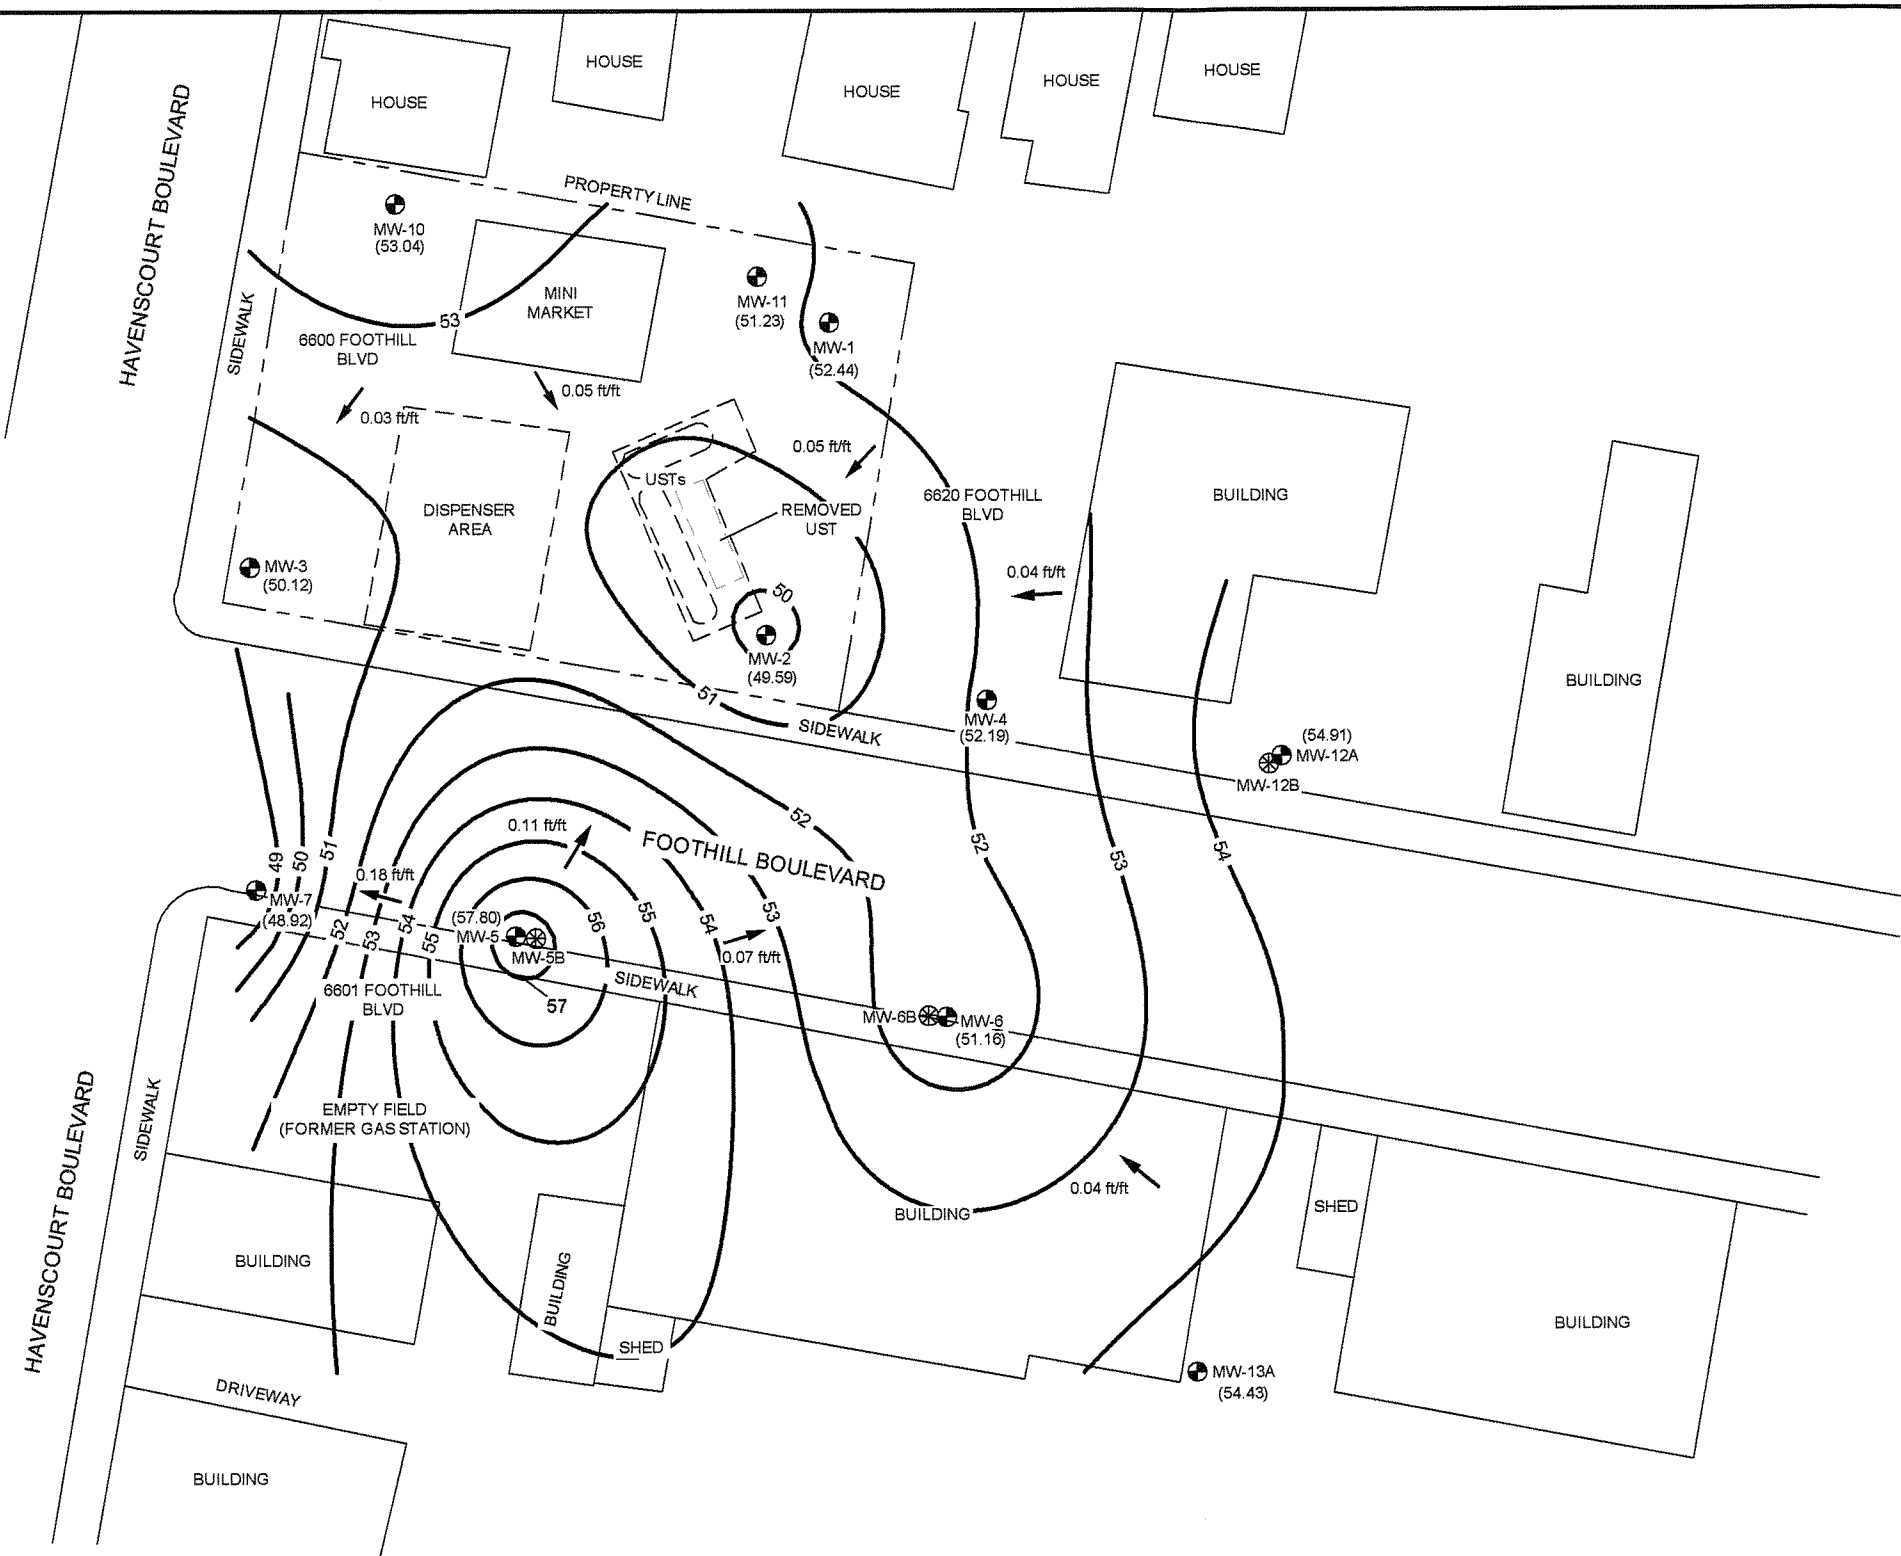 HOUSE
HOUSE
HOUSE
HOUSE
HOUSE
HAVENSCOURT BOULEVARD
PROPERTY LINE
MW-10
(53.04)
SIDEWALK
MINI
MARKET
53
MW-11
(51.23)
MW-1
(52.44)
6600 FOOTHILL
BLVD
0.05 ft/ft
0.03 ft/ft
0.05 ft/ft
USTs
DISPENSER
AREA
REMOVED
UST
6620 FOOTHILL
BLVD
BUILDING
MW-3
(50.12)
0.04 ft/ft
50
MW-2
(49.59)
51
SIDEWALK
MW-4
(52.19)
BUILDING
(54.91)
MW-12A
MW-12B
52
0.11 ft/ft
FOOTHILL BOULEVARD
52
53
54
49
50
51
0.18 ft/ft
MW-7
(48.92)
52
53
54
55
(57.80)
MW-5
MW-5B
56
55
54
53
0.07 ft/ft
SIDEWALK
57
6601 FOOTHILL
BLVD
MW-6B
MW-6
(51.16)
EMPTY FIELD
(FORMER GAS STATION)
SIDEWALK
HAVENSCOURT BOULEVARD
0.04 ft/ft
BUILDING
SHED
BUILDING
BUILDING
SHED
BUILDING
MW-13A
(54.43)
DRIVEWAY
BUILDING